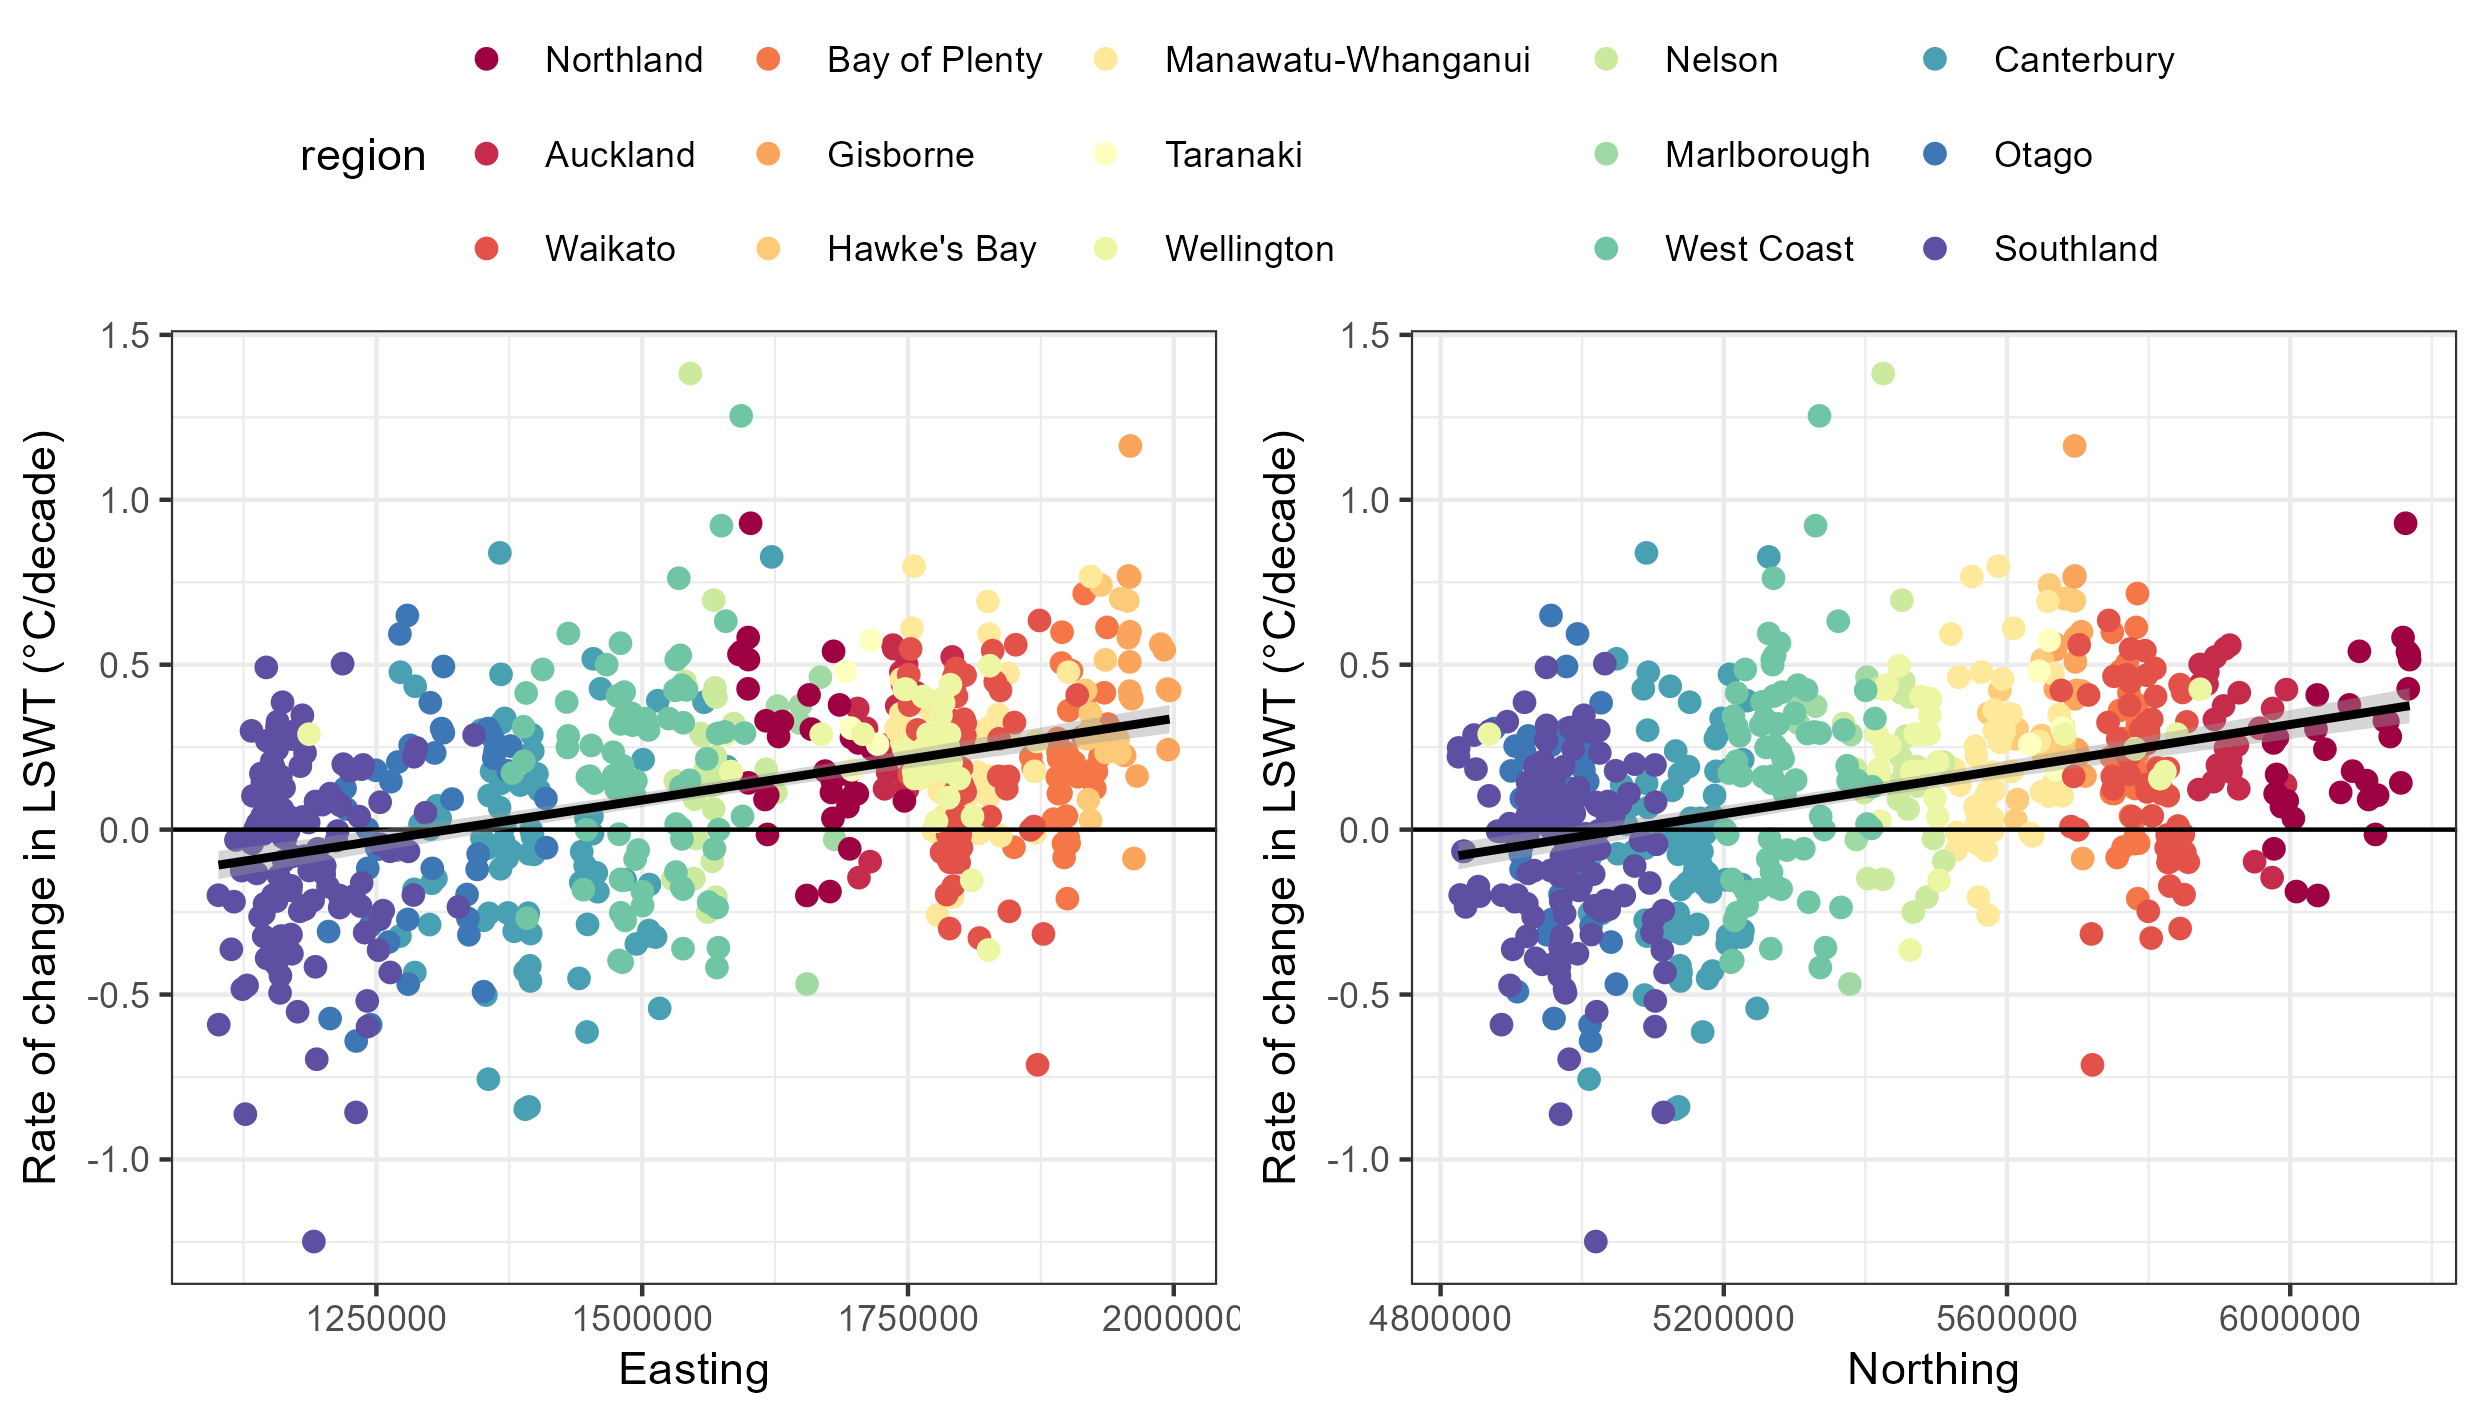 Northland Bay of Plenty Manawatu-Whanganui Nelson Canterbury
region Auckland Gisborne Taranaki Marlborough Otago
Waikato Hawke's Bay Wellington West Coast Southland
Rate of change in LSWT (°C/decade)
1.5
1.0
0.5
0.0
-0.5
-1.0
1250000 1500000 1750000 2000000
Easting
Rate of change in LSWT (°C/decade)
1.5
1.0
0.5
0.0
-0.5
-1.0
4800000 5200000 5600000 6000000
Northing